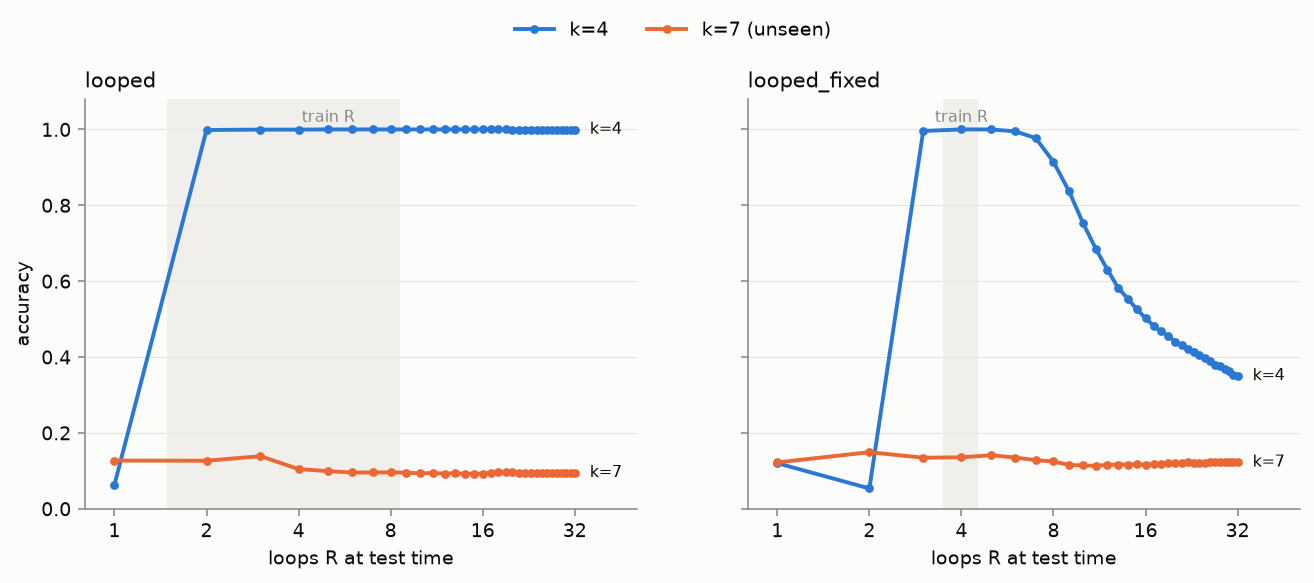 k=4 k=7 (unseen)
looped
train R
1.0
0.8
0.6
0.4
0.2
0.0
accuracy
k=4
k=7
1 2 4 8 16 32
loops R at test time
looped_fixed
train R
k=4
k=7
1 2 4 8 16 32
loops R at test time